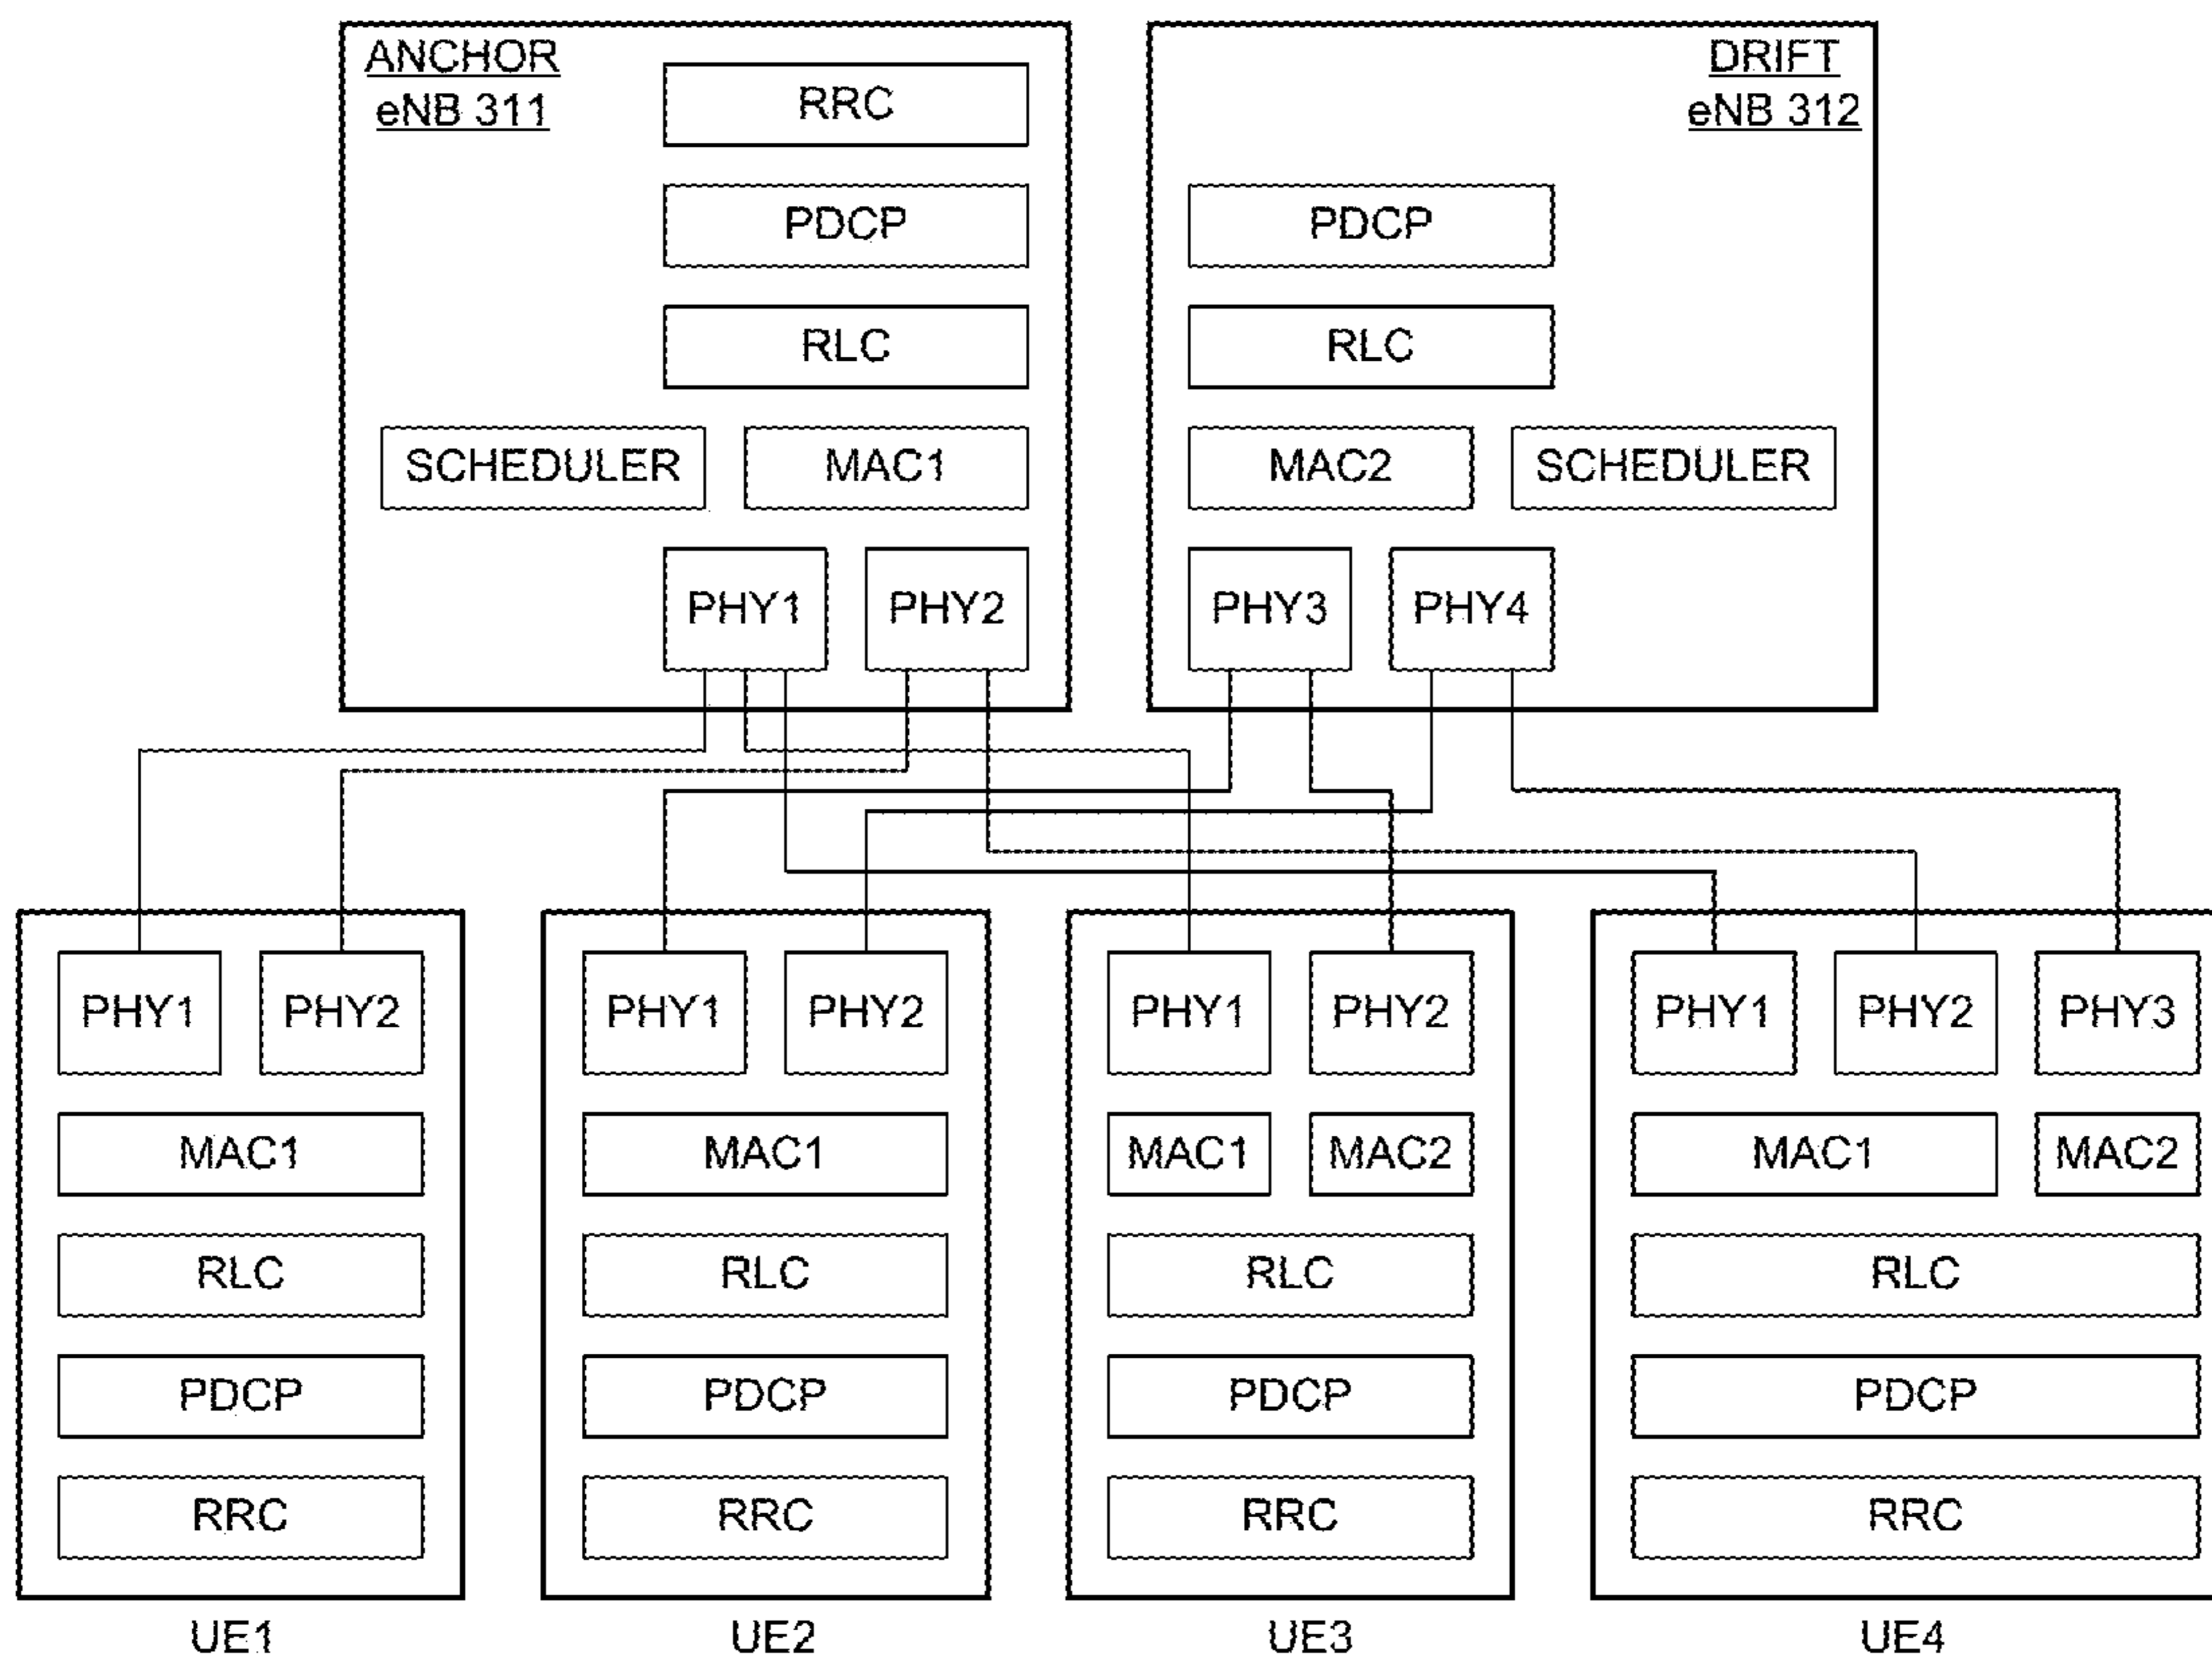 ANCHOR
eNB 311
RRC
PDCP
RLC
SCHEDULER
MAC1
PHY1
PHY2
DRIFT
eNB 312
PDCP
RLC
MAC2
SCHEDULER
PHY3
PHY4
PHY1
PHY2
MAC1
RLC
PDCP
RRC
UE1
PHY1
PHY2
MAC1
RLC
PDCP
RRC
UE2
PHY1
PHY2
MAC1
MAC2
RLC
PDCP
RRC
UE3
PHY1
PHY2
PHY3
MAC1
MAC2
RLC
PDCP
RRC
UE4